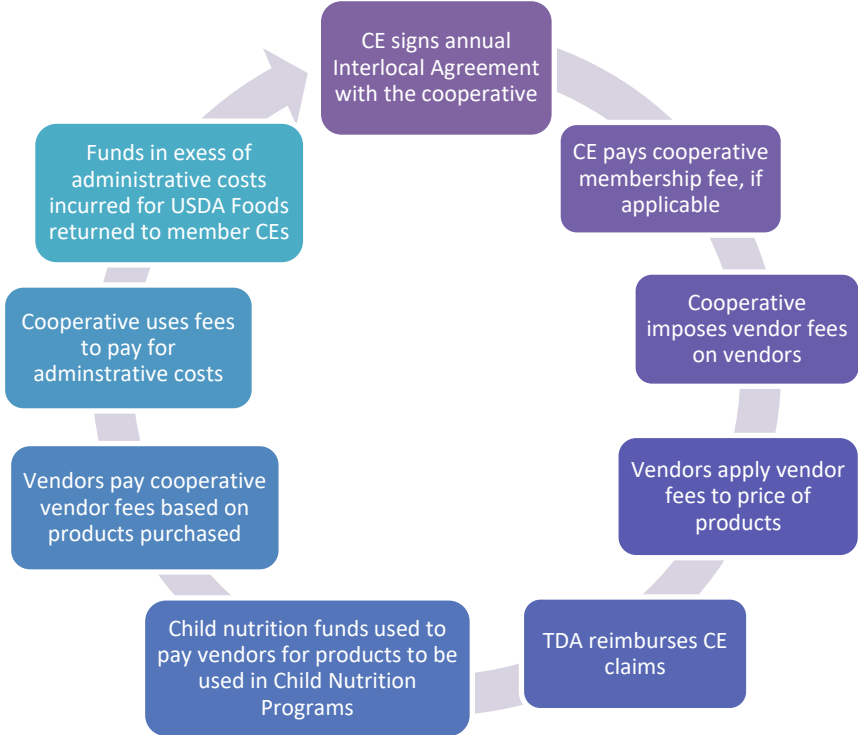 CE signs annual
Interlocal Agreement
with the cooperative
CE pays cooperative
membership fee, if
applicable
Cooperative
imposes vendor fees
on vendors
Vendors apply vendor
fees to price of
products
TDA reimburses CE
claims
Child nutrition funds used to
pay vendors for products to be
used in Child Nutrition
Programs
Vendors pay cooperative
vendor fees based on
products purchased
Cooperative uses fees
to pay for
adminstrative costs
Funds in exess of
administrative costs
incurred for USDA Foods
returned to member CEs